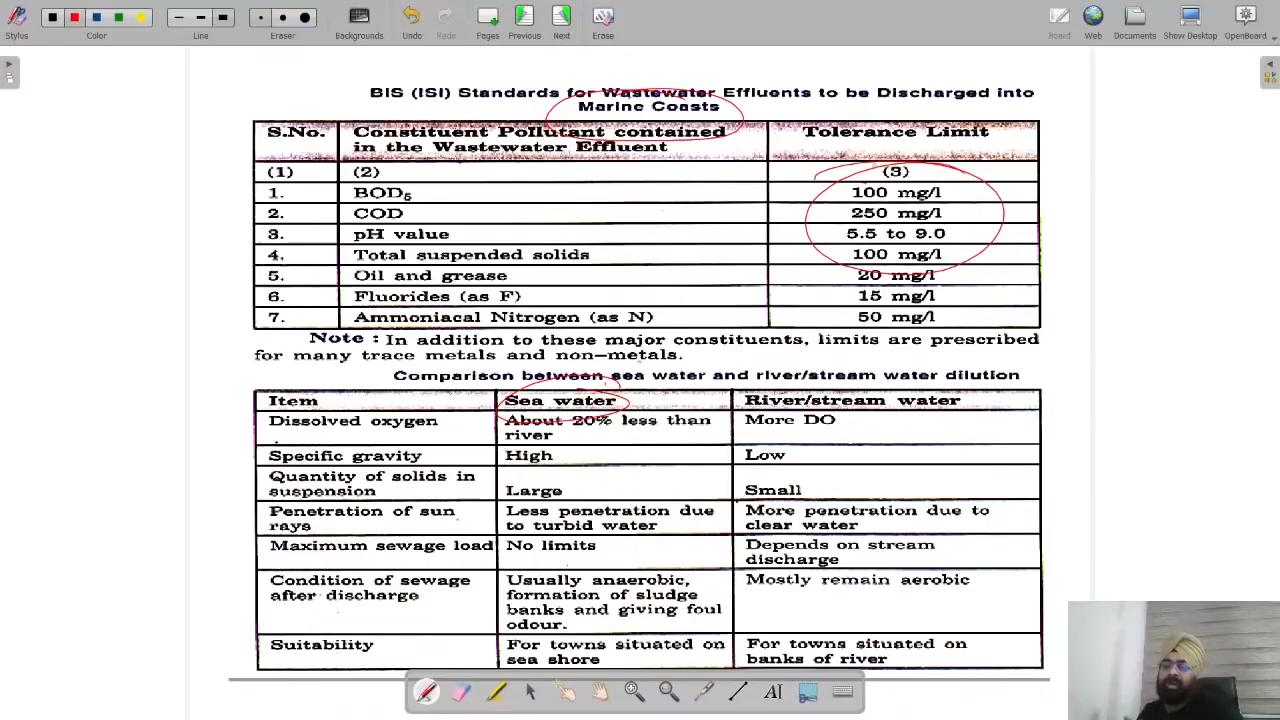 Stylus Color Line Eraser Backgrounds Undo Redo Pages Previous Next Erase Board Web Documents Show Desktop OpenBoard
BIS (ISI) Standards for Wastewater Effluents to be Discharged into
Marine Coasts
S.No. Constituent Pollutant contained Tolerance Limit
in the Wastewater Effluent
(1) (2) (3)
1. BOD₅ 100 mg/l
2. COD 250 mg/l
3. pH value 5.5 to 9.0
4. Total suspended solids 100 mg/l
5. Oil and grease 20 mg/l
6. Fluorides (as F) 15 mg/l
7. Ammoniacal Nitrogen (as N) 50 mg/l
Note : In addition to these major constituents, limits are prescribed
for many trace metals and non-metals.
Comparison between sea water and river/stream water dilution
Item Sea water River/stream water
Dissolved oxygen About 20% less than More DO
river
Specific gravity High Low
Quantity of solids in
suspension Large Small
Penetration of sun Less penetration due More penetration due to
rays to turbid water clear water
Maximum sewage load No limits Depends on stream
discharge
Condition of sewage Usually anaerobic, Mostly remain aerobic
after discharge formation of sludge
banks and giving foul
odour.
Suitability For towns situated on For towns situated on
sea shore banks of river
AI